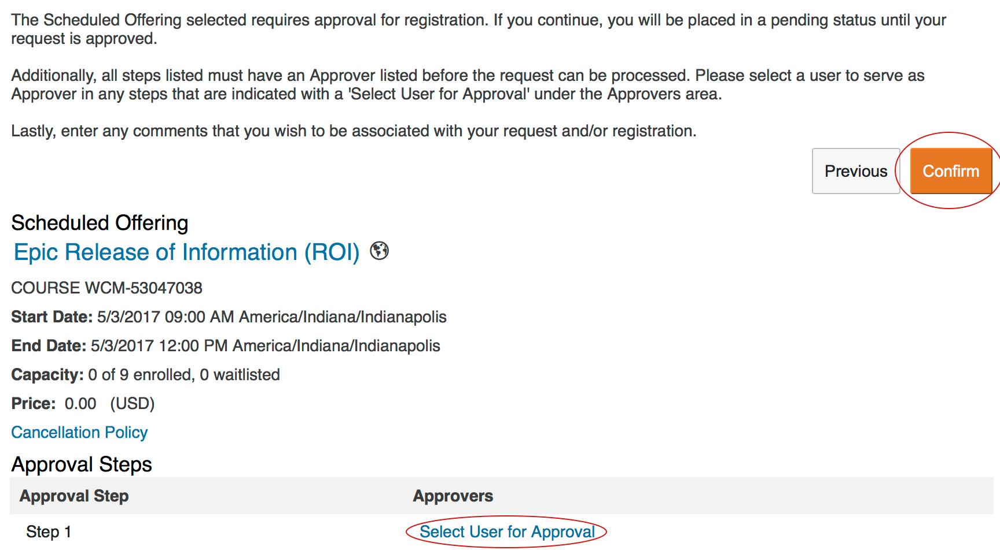 The Scheduled Offering selected requires approval for registration. If you continue, you will be placed in a pending status until your
request is approved.
Additionally, all steps listed must have an Approver listed before the request can be processed. Please select a user to serve as
Approver in any steps that are indicated with a 'Select User for Approval' under the Approvers area.
Lastly, enter any comments that you wish to be associated with your request and/or registration.
Previous Confirm
Scheduled Offering
Epic Release of Information (ROI)
COURSE WCM-53047038
Start Date: 5/3/2017 09:00 AM America/Indiana/Indianapolis
End Date: 5/3/2017 12:00 PM America/Indiana/Indianapolis
Capacity: 0 of 9 enrolled, 0 waitlisted
Price: 0.00 (USD)
Cancellation Policy
Approval Steps
Approval Step Approvers
Step 1 Select User for Approval